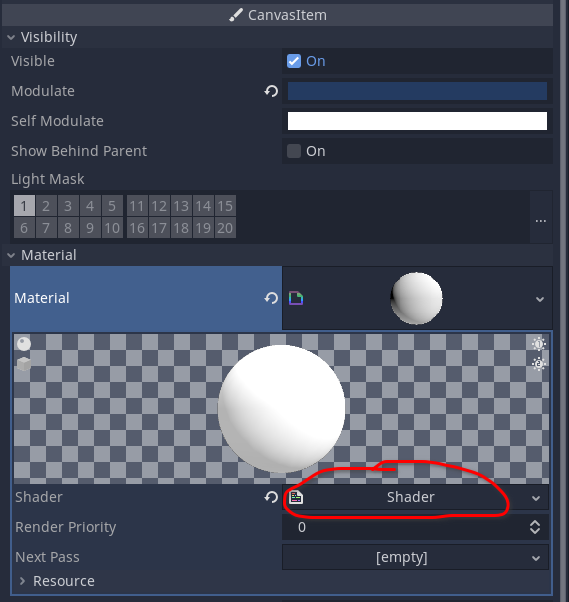 CanvasItem
Visibility
Visible On
Modulate
Self Modulate
Show Behind Parent On
Light Mask
1 2 3 4 5 11 12 13 14 15
6 7 8 9 10 16 17 18 19 20
...
Material
Material
Shader Shader
Render Priority 0
Next Pass [empty]
Resource